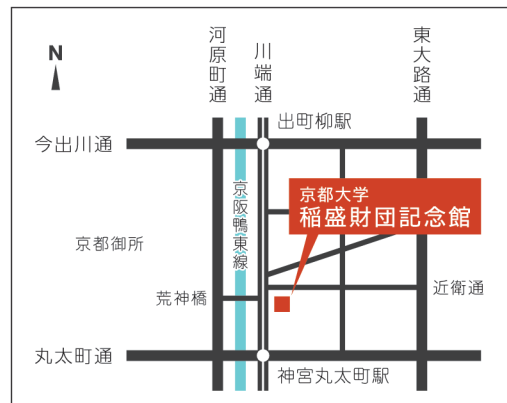 N
河原町通
川端通
東大路通
出町柳駅
今出川通
京都大学
稲盛財団記念館
京阪鴨東線
京都御所
荒神橋
近衛通
丸太町通
神宮丸太町駅